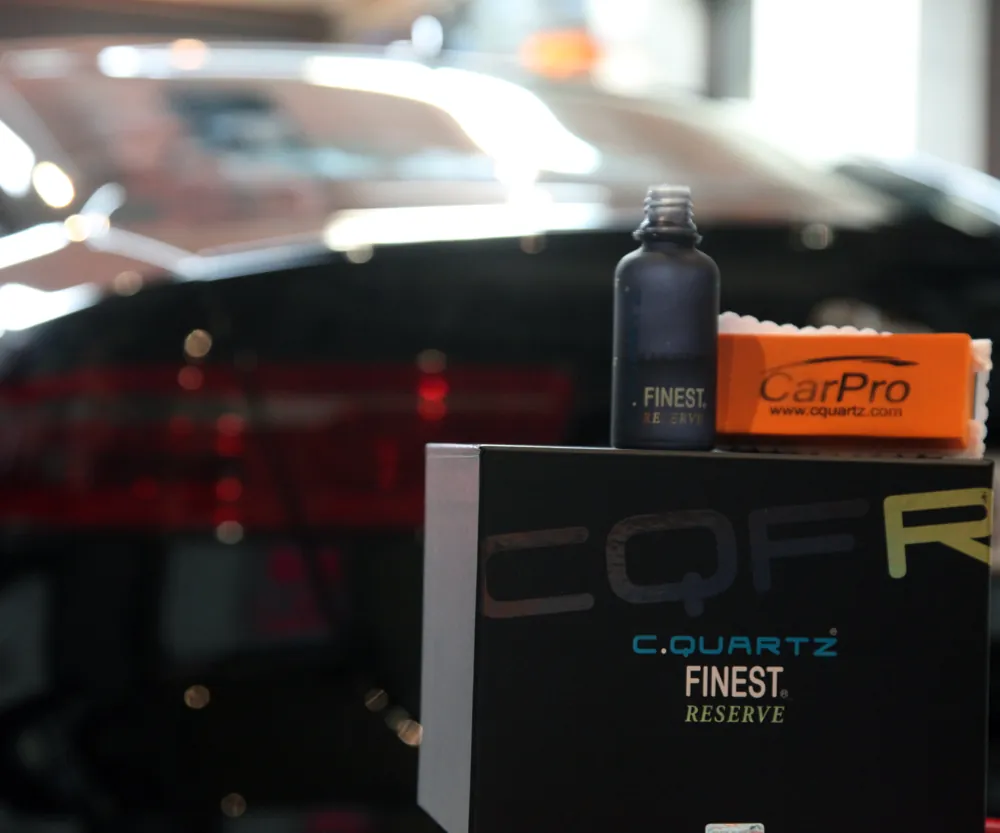 . FINEST.
RESERVE
CarPro
www.cquartz.com
CQFR
C.QUARTZ®
FINEST®
RESERVE